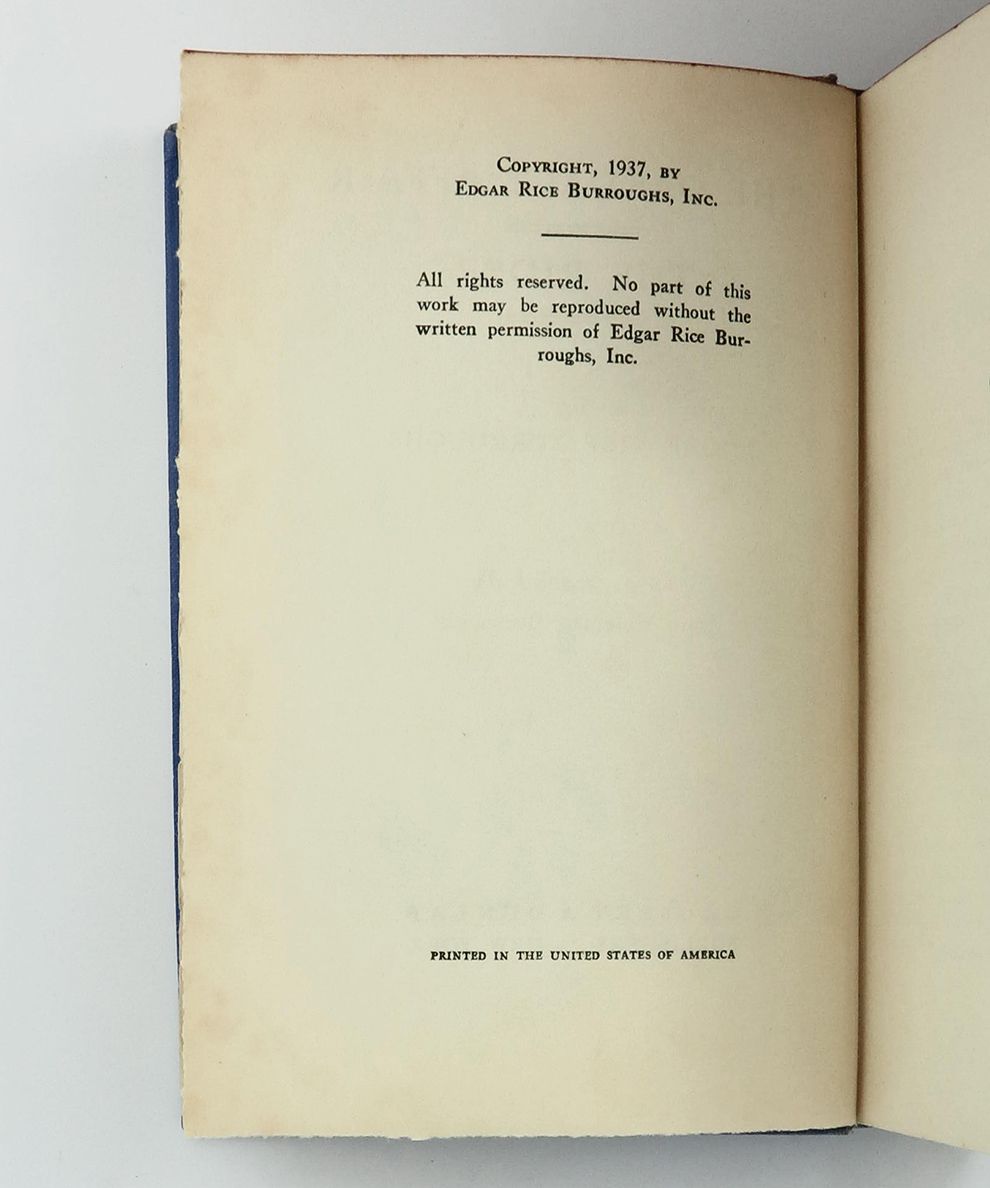 COPYRIGHT, 1937, BY
EDGAR RICE BURROUGHS, INC.
All rights reserved. No part of this
work may be reproduced without the
written permission of Edgar Rice Bur-
roughs, Inc.
PRINTED IN THE UNITED STATES OF AMERICA